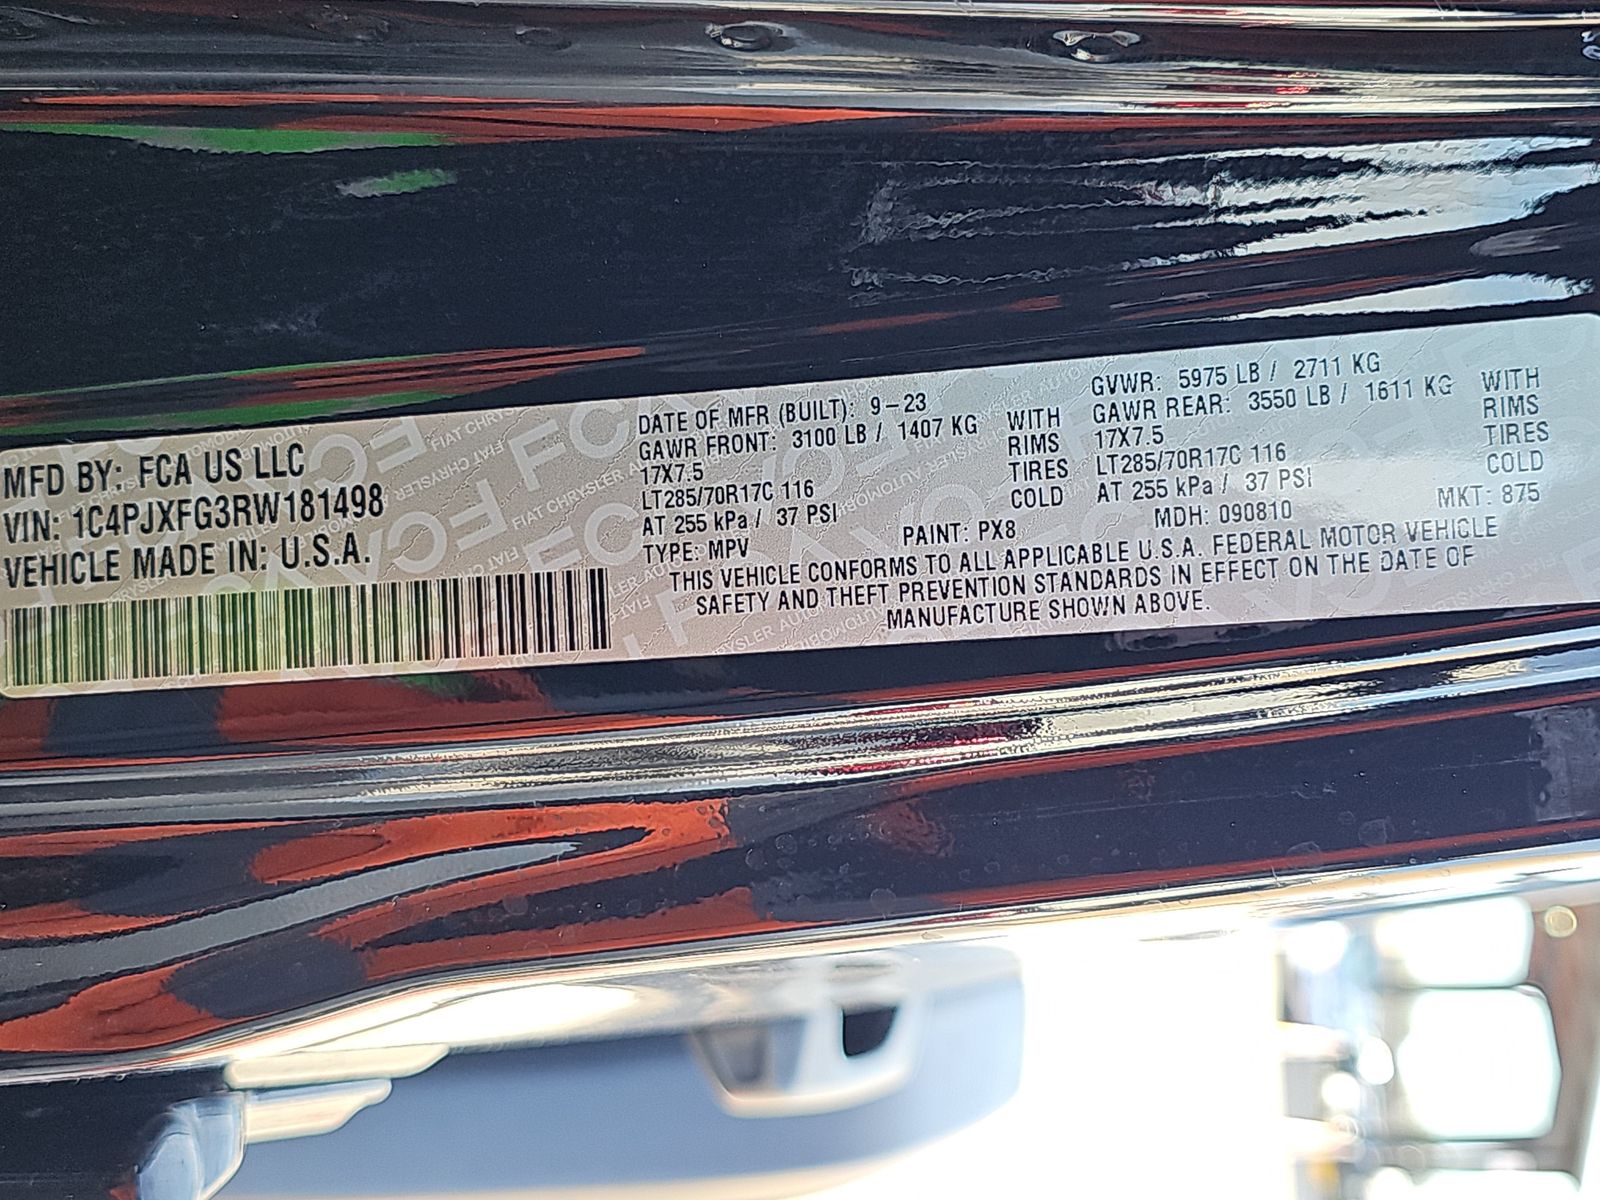 MFD BY: FCA US LLC
VIN: 1C4PJXFG3RW181498
VEHICLE MADE IN: U.S.A.
DATE OF MFR (BUILT): 9-23
GAWR FRONT: 3100 LB / 1407 KG WITH
17X7.5 RIMS
LT285/70R17C 116 TIRES
AT 255 kPa / 37 PSI COLD
TYPE: MPV
PAINT: PX8
GVWR: 5975 LB / 2711 KG
GAWR REAR: 3550 LB / 1611 KG WITH
17X7.5 RIMS
LT285/70R17C 116 TIRES
AT 255 kPa / 37 PSI COLD
MDH: 090810 MKT: 875
THIS VEHICLE CONFORMS TO ALL APPLICABLE U.S.A. FEDERAL MOTOR VEHICLE
SAFETY AND THEFT PREVENTION STANDARDS IN EFFECT ON THE DATE OF
MANUFACTURE SHOWN ABOVE.